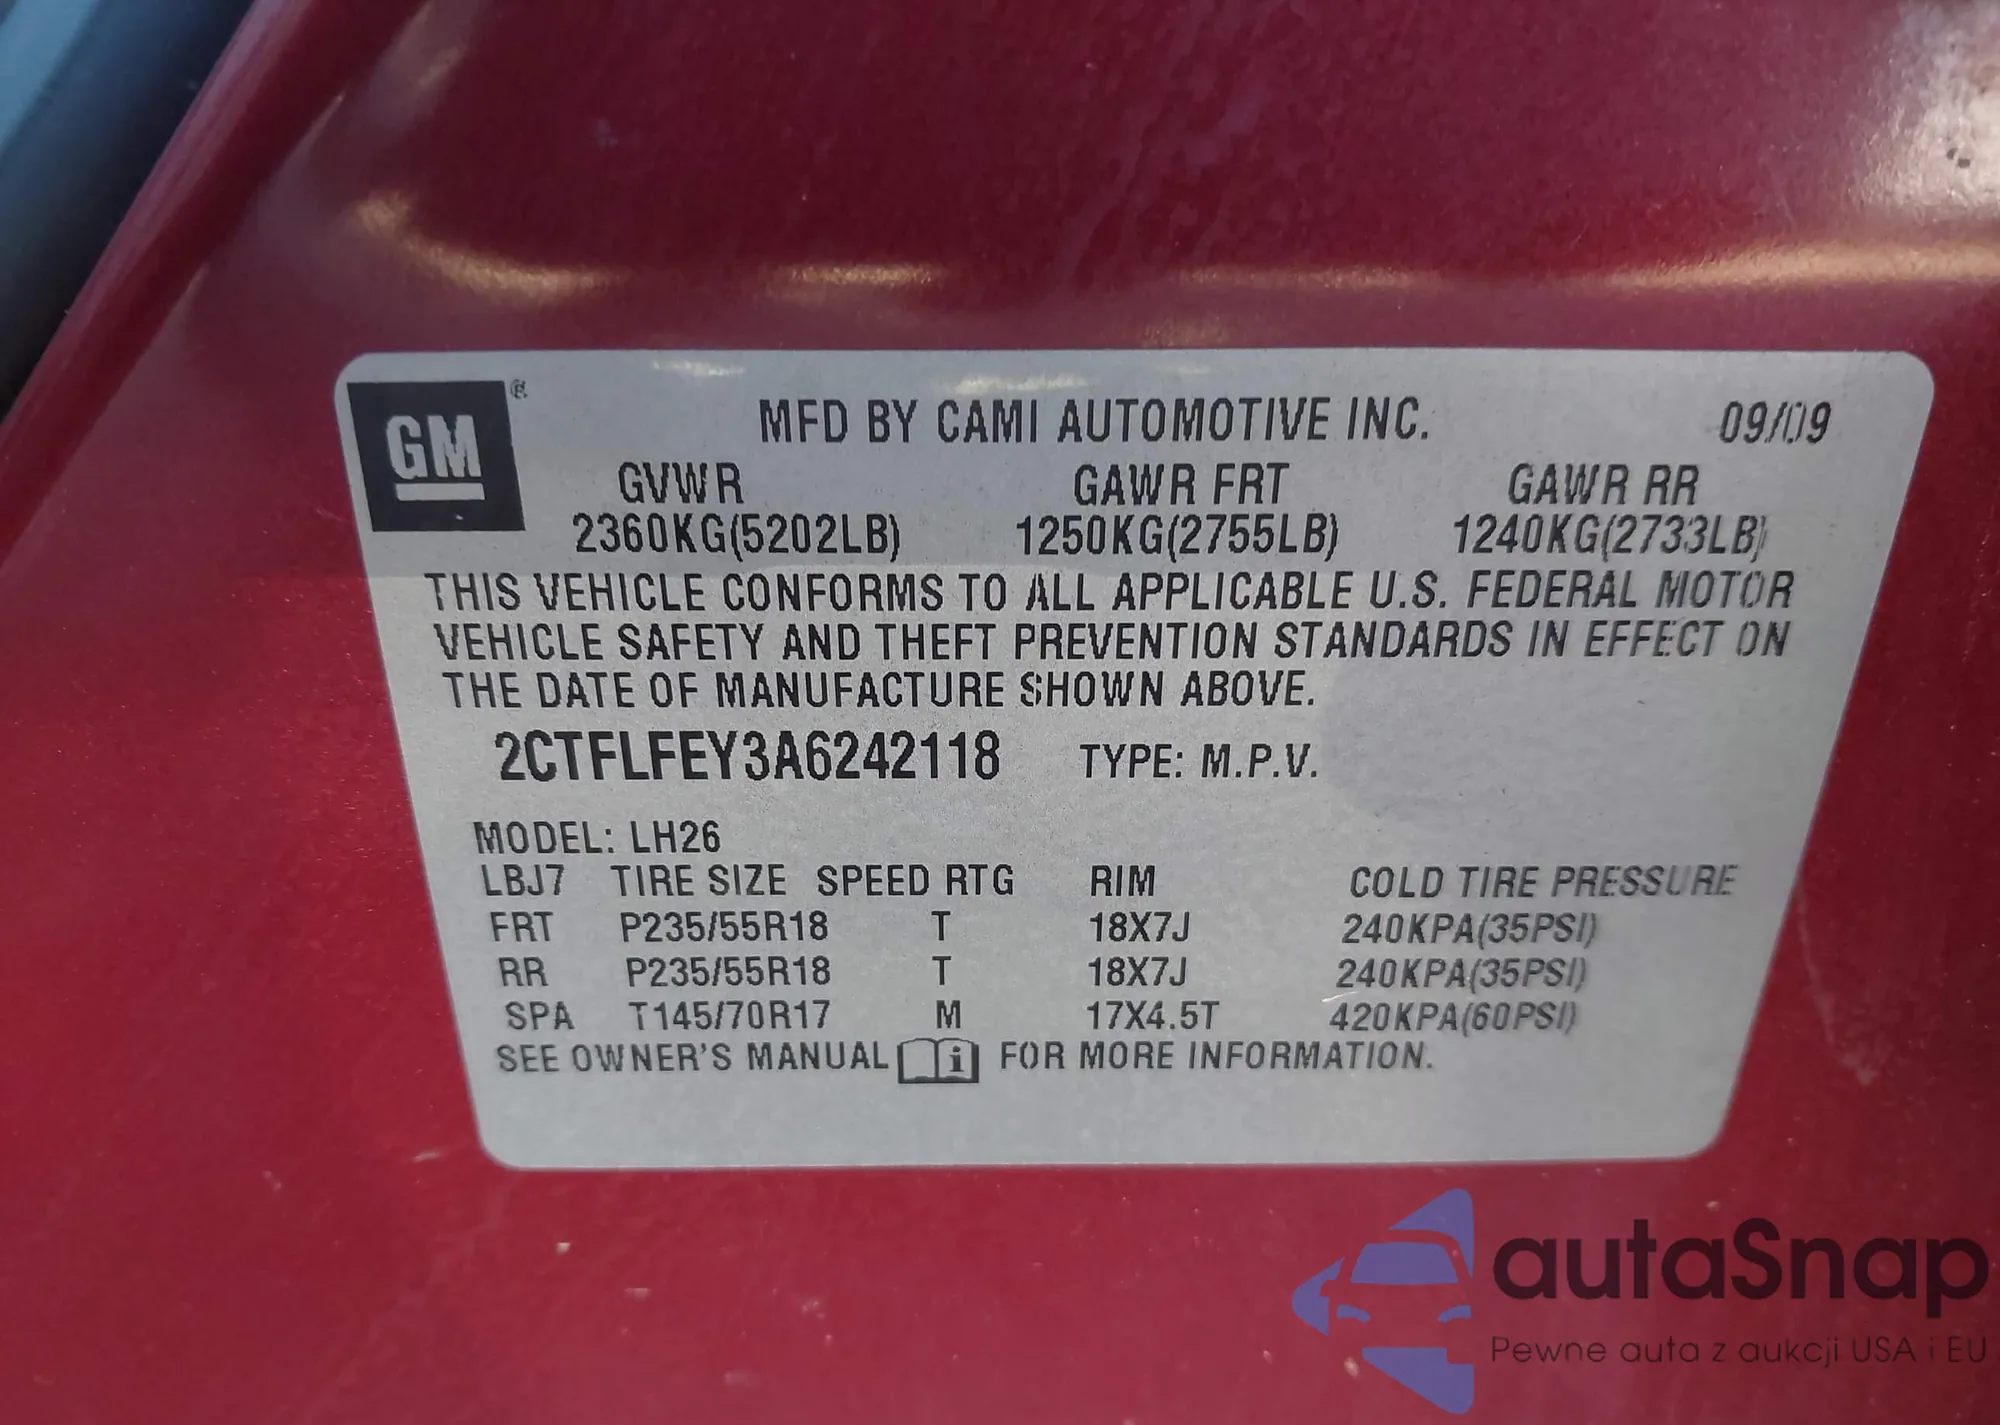 GM ®
MFD BY CAMI AUTOMOTIVE INC. 09/09
GVWR GAWR FRT GAWR RR
2360KG(5202LB) 1250KG(2755LB) 1240KG(2733LB)
THIS VEHICLE CONFORMS TO ALL APPLICABLE U.S. FEDERAL MOTOR
VEHICLE SAFETY AND THEFT PREVENTION STANDARDS IN EFFECT ON
THE DATE OF MANUFACTURE SHOWN ABOVE.
2CTFLFEY3A6242118 TYPE: M.P.V.
MODEL: LH26
LBJ7 TIRE SIZE SPEED RTG RIM COLD TIRE PRESSURE
FRT P235/55R18 T 18X7J 240KPA(35PSI)
RR P235/55R18 T 18X7J 240KPA(35PSI)
SPA T145/70R17 M 17X4.5T 420KPA(60PSI)
SEE OWNER'S MANUAL i FOR MORE INFORMATION.
autaSnap
Pewne auta z aukcji USA i EU